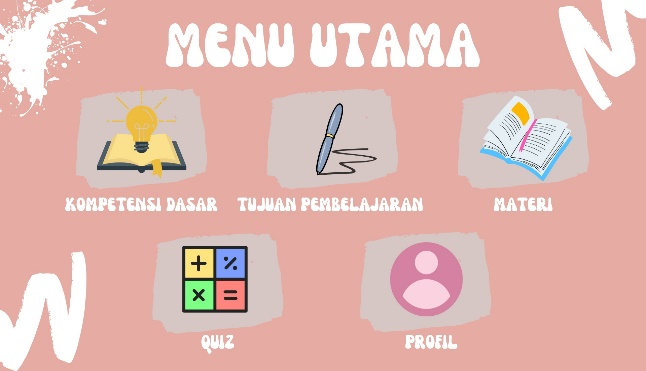 MENU UTAMA
KOMPETENSI DASAR
TUJUAN PEMBELAJARAN
MATERI
QUIZ
PROFIL